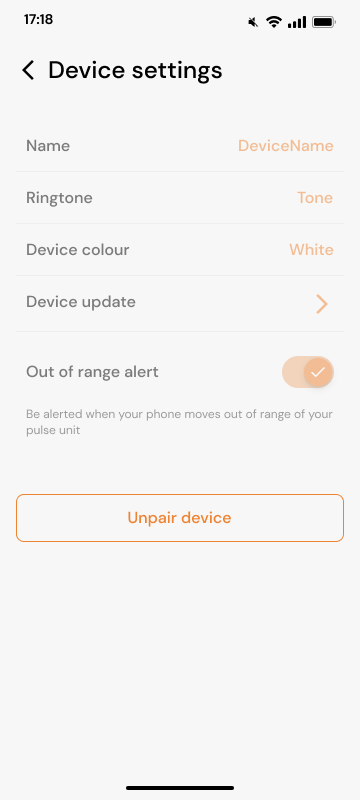 17:18
Device settings
Name DeviceName
Ringtone Tone
Device colour White
Device update
Out of range alert
Be alerted when your phone moves out of range of your
pulse unit
Unpair device